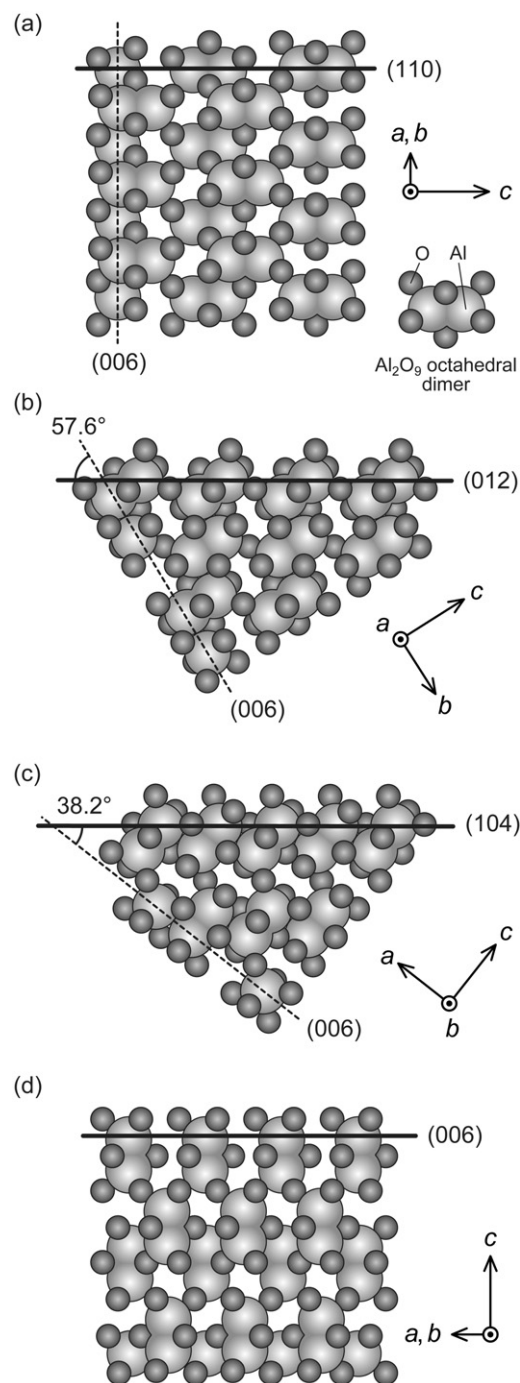 (a)
(110)
a, b
c
O Al
Al₂O₉ octahedral
dimer
(006)
(b)
57.6°
(012)
c
a
b
(006)
(c)
38.2°
(104)
c
a
b
(006)
(d)
(006)
c
a, b